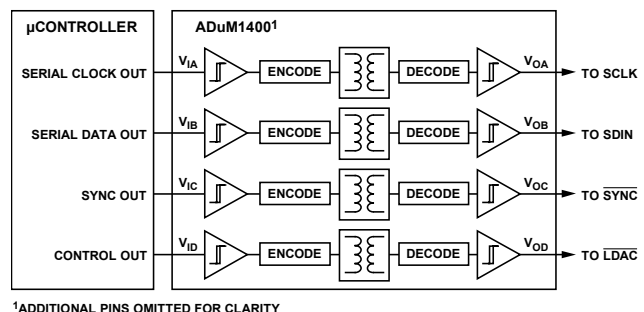 µCONTROLLER
ADuM1400¹
SERIAL CLOCK OUT
V_IA
ENCODE
DECODE
V_OA
TO SCLK
SERIAL DATA OUT
V_IB
ENCODE
DECODE
V_OB
TO SDIN
SYNC OUT
V_IC
ENCODE
DECODE
V_OC
TO S̅Y̅N̅C̅
CONTROL OUT
V_ID
ENCODE
DECODE
V_OD
TO L̅D̅A̅C̅
¹ADDITIONAL PINS OMITTED FOR CLARITY